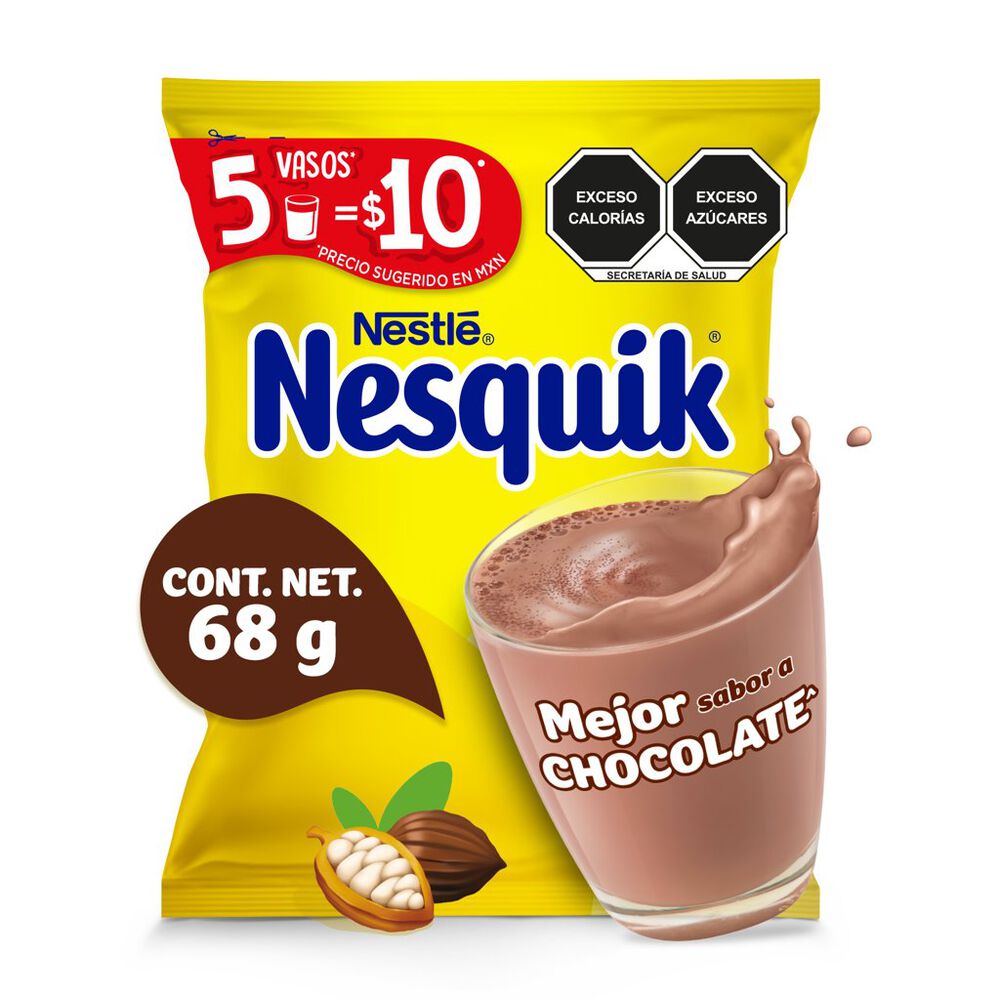 5 VASOS* =$10*
*PRECIO SUGERIDO EN MXN
EXCESO
CALORÍAS
EXCESO
AZÚCARES
SECRETARÍA DE SALUD
Nestlé®
Nesquik®
CONT. NET.
68 g
Mejor sabor a
CHOCOLATE^